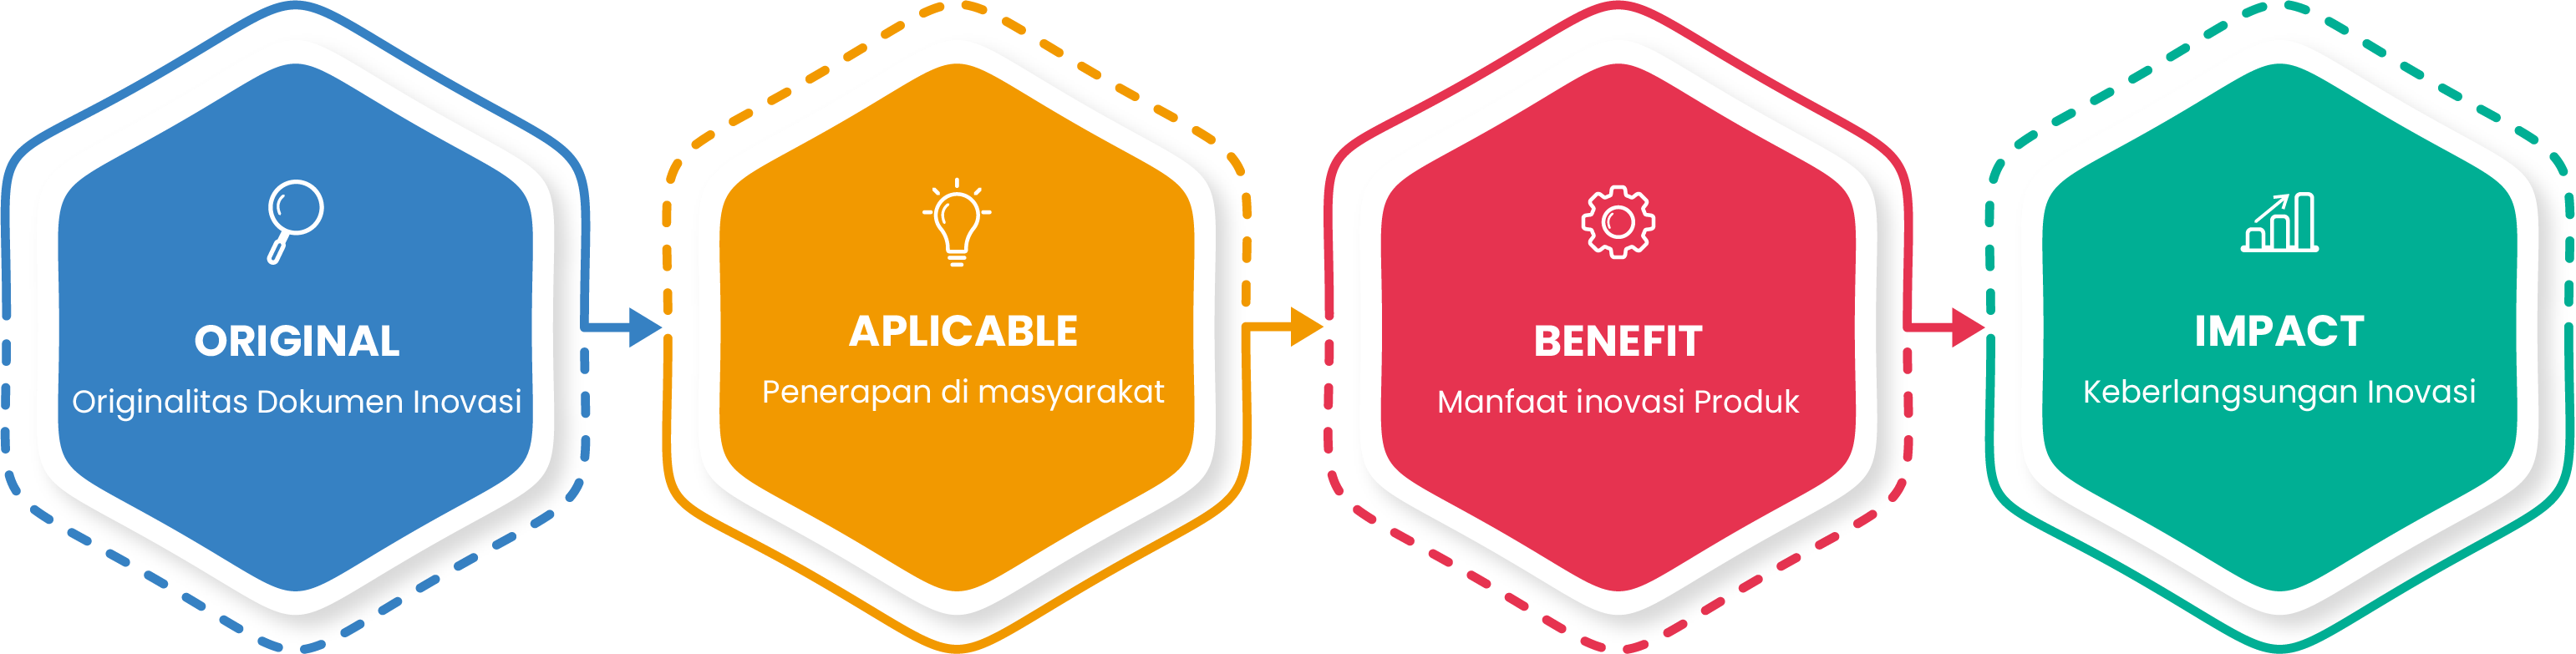 ORIGINAL
Originalitas Dokumen Inovasi
APLICABLE
Penerapan di masyarakat
BENEFIT
Manfaat inovasi Produk
IMPACT
Keberlangsungan Inovasi